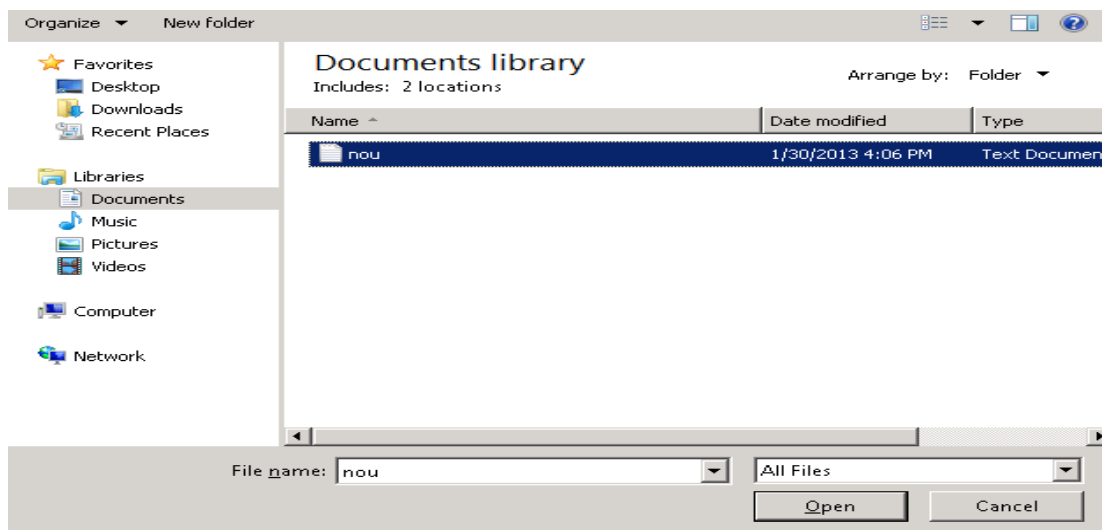 Organize New folder
Favorites
Desktop
Downloads
Recent Places
Libraries
Documents
Music
Pictures
Videos
Computer
Network
Documents library
Includes: 2 locations
Arrange by: Folder
Name Date modified Type
nou 1/30/2013 4:06 PM Text Documen
File name: nou All Files
Open Cancel